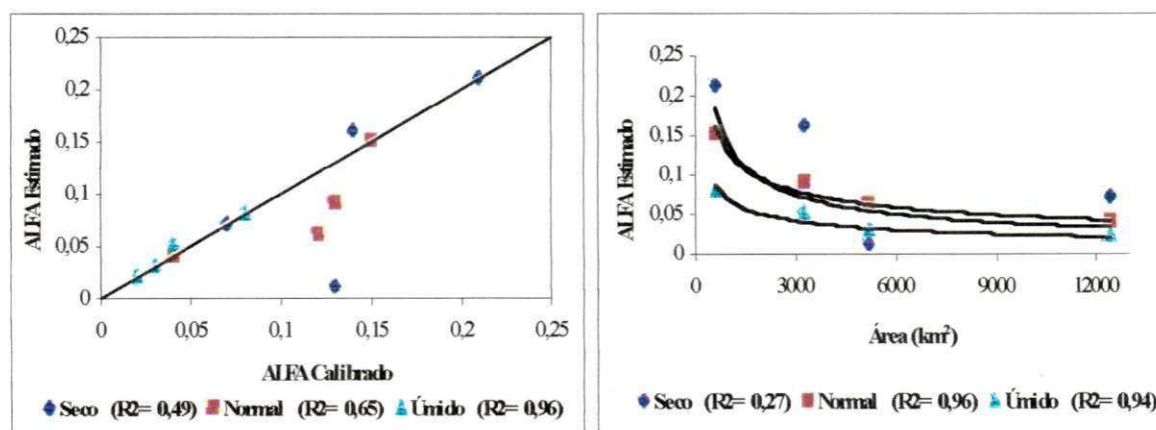 0,25
0,2
0,15
0,1
0,05
0
ALFA Estimado
0 0,05 0,1 0,15 0,2 0,25
ALFA Calibrado
Seco (R2= 0,49) Normal (R2= 0,65) Úmido (R2= 0,96)
0,25
0,2
0,15
0,1
0,05
0
ALFA Estimado
0 3000 6000 9000 12000
Área (km²)
Seco (R2= 0,27) Normal (R2= 0,96) Úmido (R2= 0,94)